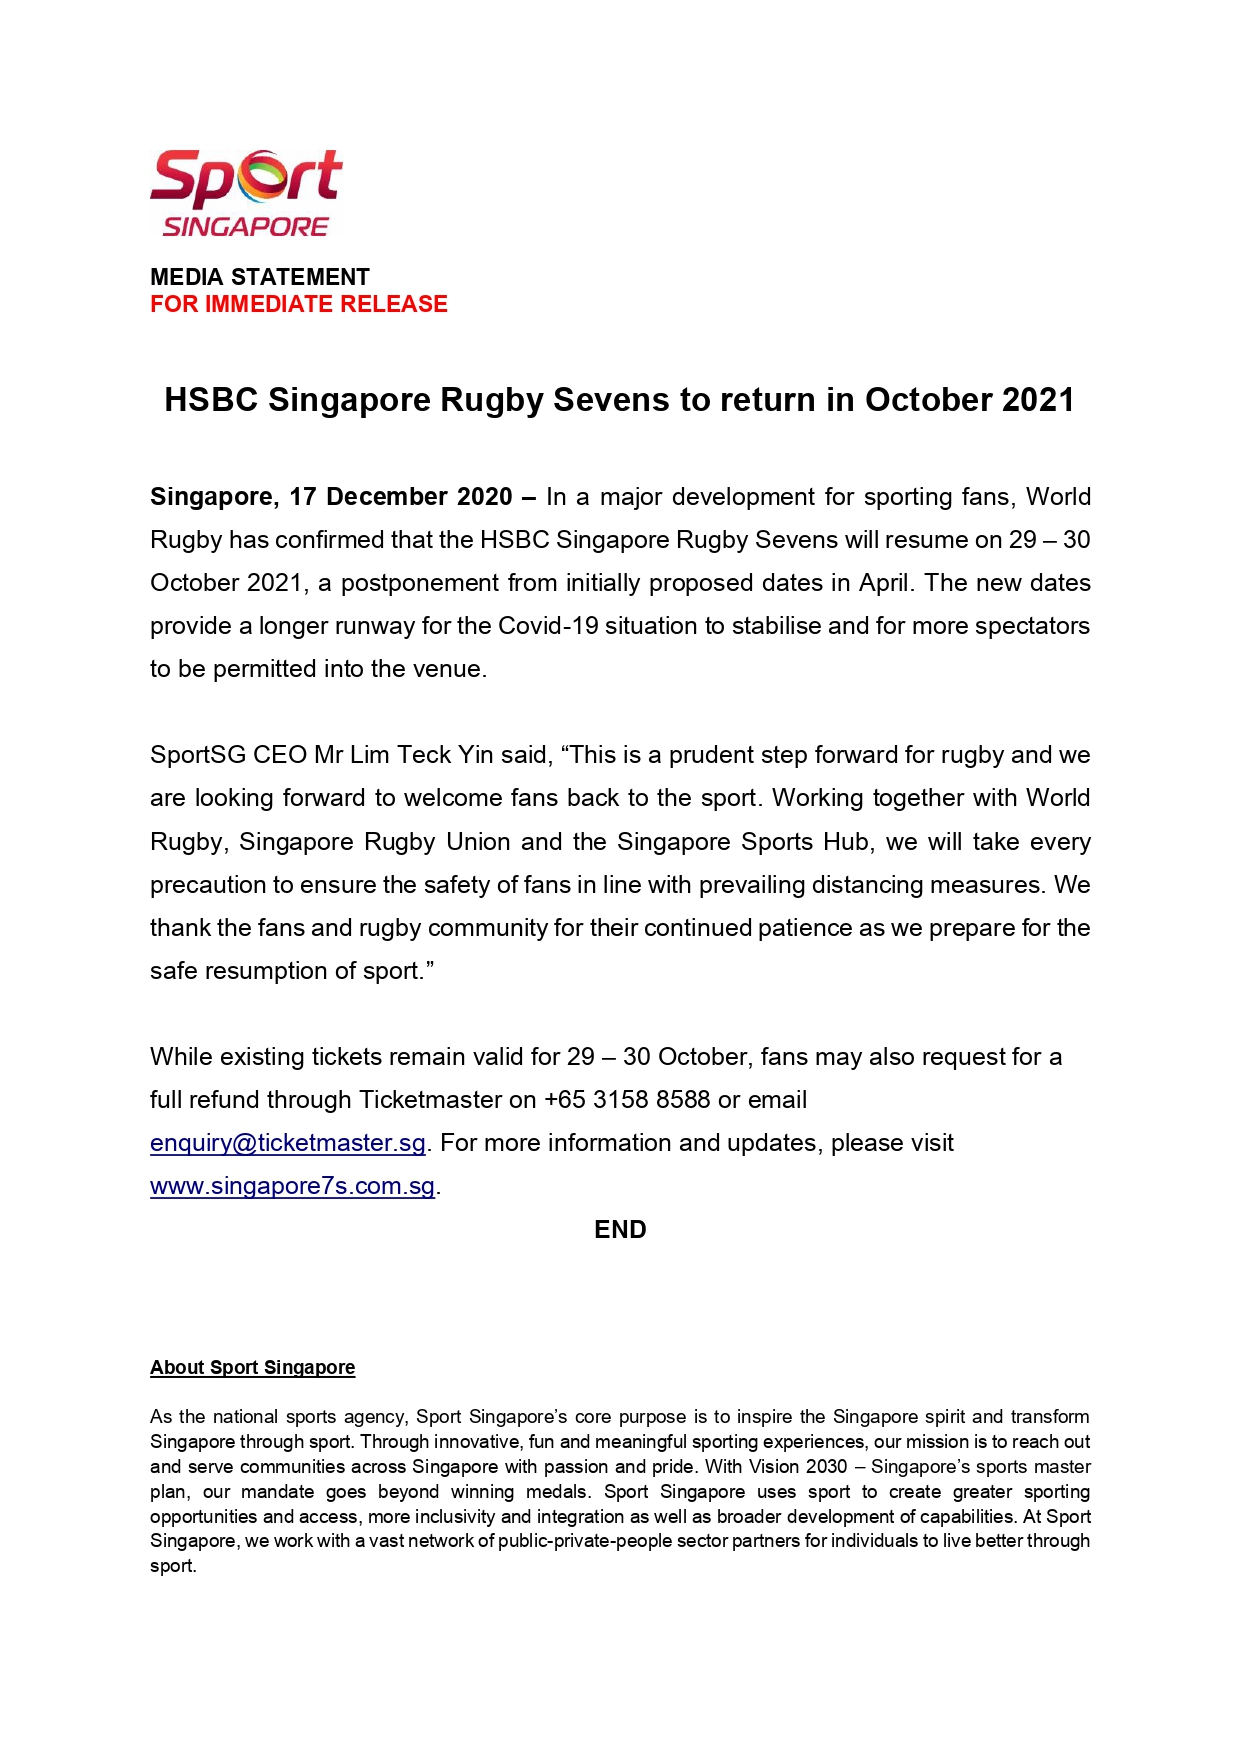 Sport
SINGAPORE
MEDIA STATEMENT
FOR IMMEDIATE RELEASE
HSBC Singapore Rugby Sevens to return in October 2021
Singapore, 17 December 2020 – In a major development for sporting fans, World
Rugby has confirmed that the HSBC Singapore Rugby Sevens will resume on 29 – 30
October 2021, a postponement from initially proposed dates in April. The new dates
provide a longer runway for the Covid-19 situation to stabilise and for more spectators
to be permitted into the venue.
SportSG CEO Mr Lim Teck Yin said, “This is a prudent step forward for rugby and we
are looking forward to welcome fans back to the sport. Working together with World
Rugby, Singapore Rugby Union and the Singapore Sports Hub, we will take every
precaution to ensure the safety of fans in line with prevailing distancing measures. We
thank the fans and rugby community for their continued patience as we prepare for the
safe resumption of sport.”
While existing tickets remain valid for 29 – 30 October, fans may also request for a
full refund through Ticketmaster on +65 3158 8588 or email
enquiry@ticketmaster.sg. For more information and updates, please visit
www.singapore7s.com.sg.
END
About Sport Singapore
As the national sports agency, Sport Singapore’s core purpose is to inspire the Singapore spirit and transform
Singapore through sport. Through innovative, fun and meaningful sporting experiences, our mission is to reach out
and serve communities across Singapore with passion and pride. With Vision 2030 – Singapore’s sports master
plan, our mandate goes beyond winning medals. Sport Singapore uses sport to create greater sporting
opportunities and access, more inclusivity and integration as well as broader development of capabilities. At Sport
Singapore, we work with a vast network of public-private-people sector partners for individuals to live better through
sport.